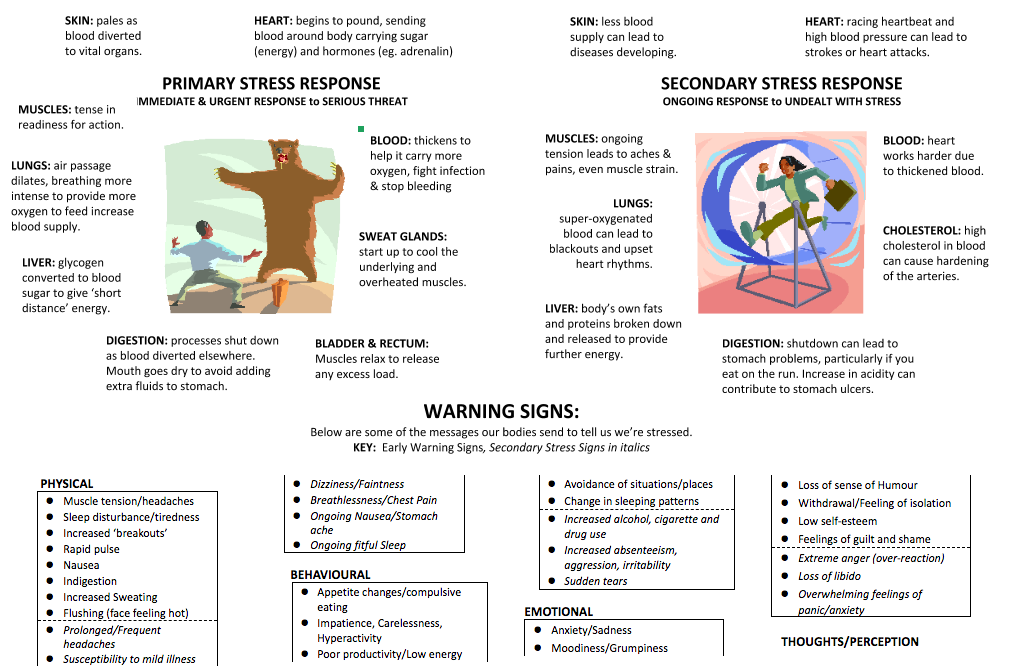 SKIN: pales as
blood diverted
to vital organs.
HEART: begins to pound, sending
blood around body carrying sugar
(energy) and hormones (eg. adrenalin)
PRIMARY STRESS RESPONSE
IMMEDIATE & URGENT RESPONSE to SERIOUS THREAT
MUSCLES: tense in
readiness for action.
LUNGS: air passage
dilates, breathing more
intense to provide more
oxygen to feed increase
blood supply.
LIVER: glycogen
converted to blood
sugar to give ‘short
distance’ energy.
BLOOD: thickens to
help it carry more
oxygen, fight infection
& stop bleeding
SWEAT GLANDS:
start up to cool the
underlying and
overheated muscles.
DIGESTION: processes shut down
as blood diverted elsewhere.
Mouth goes dry to avoid adding
extra fluids to stomach.
BLADDER & RECTUM:
Muscles relax to release
any excess load.
SKIN: less blood
supply can lead to
diseases developing.
HEART: racing heartbeat and
high blood pressure can lead to
strokes or heart attacks.
SECONDARY STRESS RESPONSE
ONGOING RESPONSE to UNDEALT WITH STRESS
MUSCLES: ongoing
tension leads to aches &
pains, even muscle strain.
LUNGS:
super-oxygenated
blood can lead to
blackouts and upset
heart rhythms.
LIVER: body’s own fats
and proteins broken down
and released to provide
further energy.
BLOOD: heart
works harder due
to thickened blood.
CHOLESTEROL: high
cholesterol in blood
can cause hardening
of the arteries.
DIGESTION: shutdown can lead to
stomach problems, particularly if you
eat on the run. Increase in acidity can
contribute to stomach ulcers.
WARNING SIGNS:
Below are some of the messages our bodies send to tell us we’re stressed.
KEY: Early Warning Signs, Secondary Stress Signs in italics
PHYSICAL
● Muscle tension/headaches
● Sleep disturbance/tiredness
● Increased ‘breakouts’
● Rapid pulse
● Nausea
● Indigestion
● Increased Sweating
● Flushing (face feeling hot)
● Prolonged/Frequent
headaches
● Susceptibility to mild illness
● Dizziness/Faintness
● Breathlessness/Chest Pain
● Ongoing Nausea/Stomach
ache
● Ongoing fitful Sleep
BEHAVIOURAL
● Appetite changes/compulsive
eating
● Impatience, Carelessness,
Hyperactivity
● Poor productivity/Low energy
● Avoidance of situations/places
● Change in sleeping patterns
● Increased alcohol, cigarette and
drug use
● Increased absenteeism,
aggression, irritability
● Sudden tears
EMOTIONAL
● Anxiety/Sadness
● Moodiness/Grumpiness
● Loss of sense of Humour
● Withdrawal/Feeling of isolation
● Low self-esteem
● Feelings of guilt and shame
● Extreme anger (over-reaction)
● Loss of libido
● Overwhelming feelings of
panic/anxiety
THOUGHTS/PERCEPTION